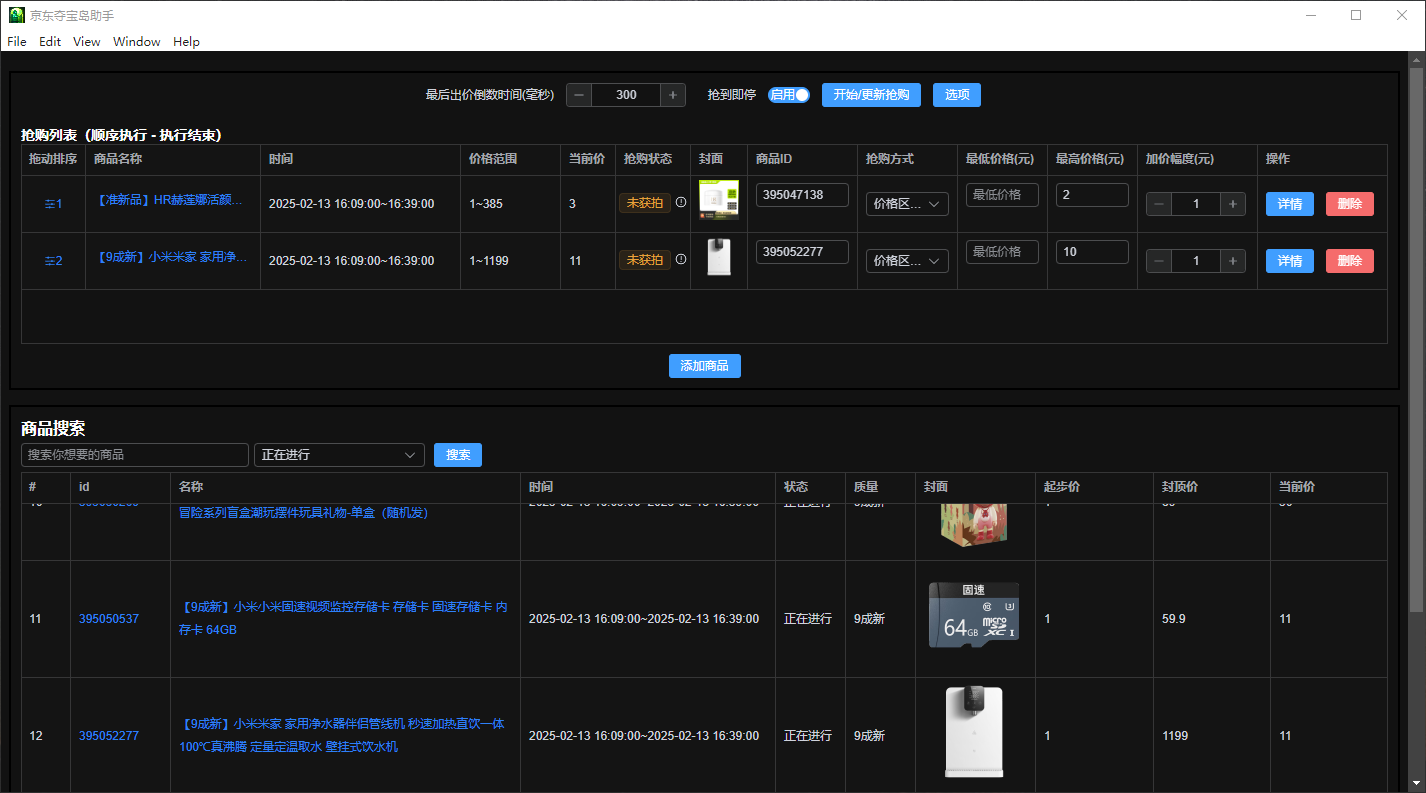 京东夺宝岛助手
File Edit View Window Help
最后出价倒数时间(毫秒) 300 抢到即停 启用 开始/更新抢购 选项
抢购列表（顺序执行 - 执行结束）
拖动排序 商品名称 时间 价格范围 当前价 抢购状态 封面 商品ID 抢购方式 最低价格(元) 最高价格(元) 加价幅度(元) 操作
1 【准新品】HR赫莲娜活颜... 2025-02-13 16:09:00~16:39:00 1~385 3 未获拍 395047138 价格区... 最低价格 2 1 详情 删除
2 【9成新】小米米家 家用净... 2025-02-13 16:09:00~16:39:00 1~1199 11 未获拍 395052277 价格区... 最低价格 10 1 详情 删除
添加商品
商品搜索
搜索你想要的商品 正在进行 搜索
# id 名称 时间 状态 质量 封面 起步价 封顶价 当前价
冒险系列盲盒潮玩摆件玩具礼物-单盒（随机发）
11 395050537 【9成新】小米小米固速视频监控存储卡 存储卡 固速存储卡 内 2025-02-13 16:09:00~2025-02-13 16:39:00 正在进行 9成新 1 59.9 11
存卡 64GB
固速
64GB microSDXC I
12 395052277 【9成新】小米米家 家用净水器伴侣管线机 秒速加热直饮一体 2025-02-13 16:09:00~2025-02-13 16:39:00 正在进行 9成新 1 1199 11
100℃真沸腾 定量定温取水 壁挂式饮水机